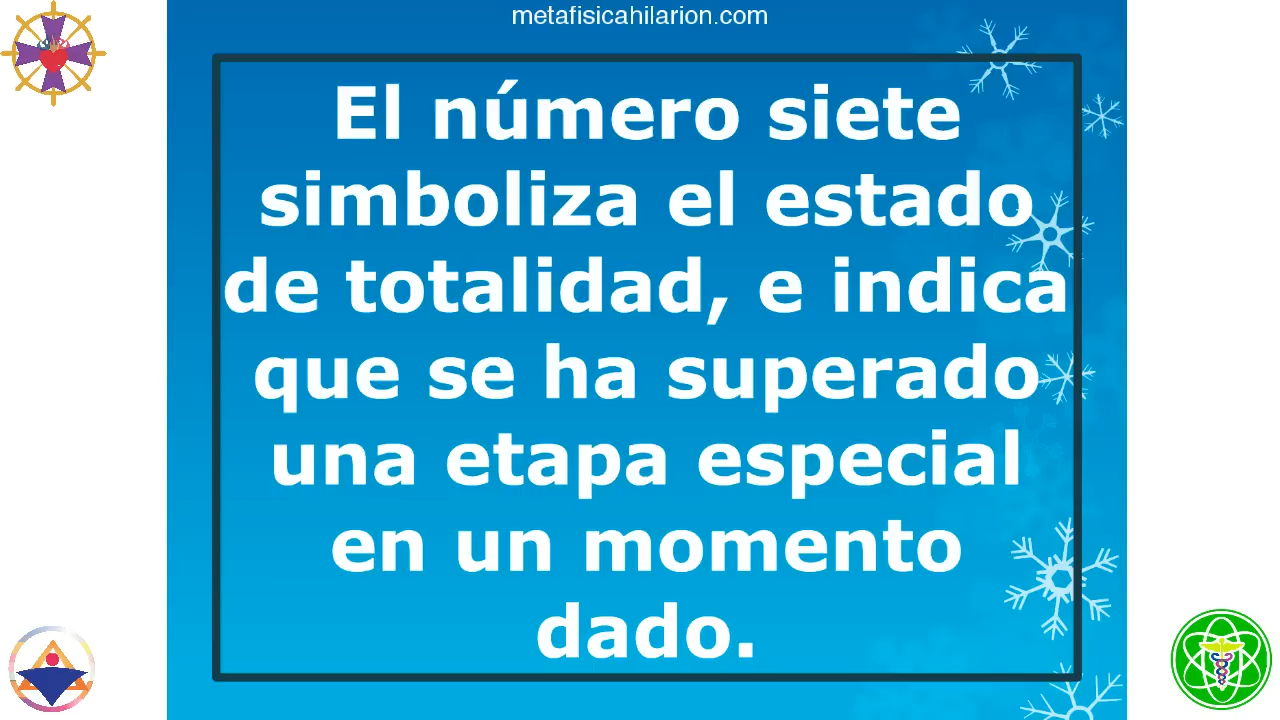 metafisicahilarion.com
El número siete
simboliza el estado
de totalidad, e indica
que se ha superado
una etapa especial
en un momento
dado.